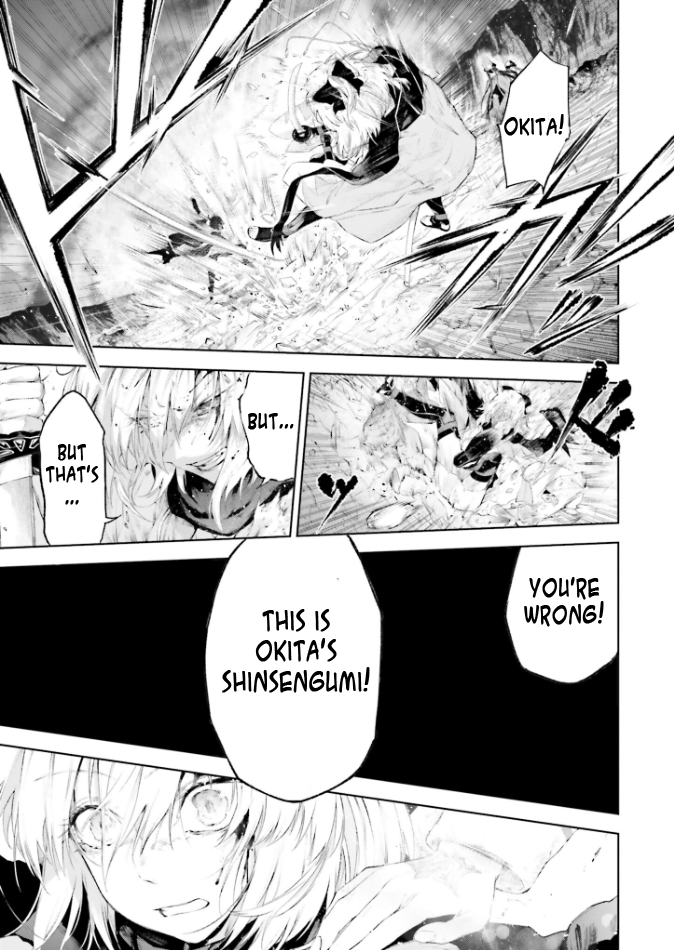 OKITA!
BUT...
BUT
THAT'S
...
YOU'RE
WRONG!
THIS IS
OKITA'S
SHINSENGUMI!